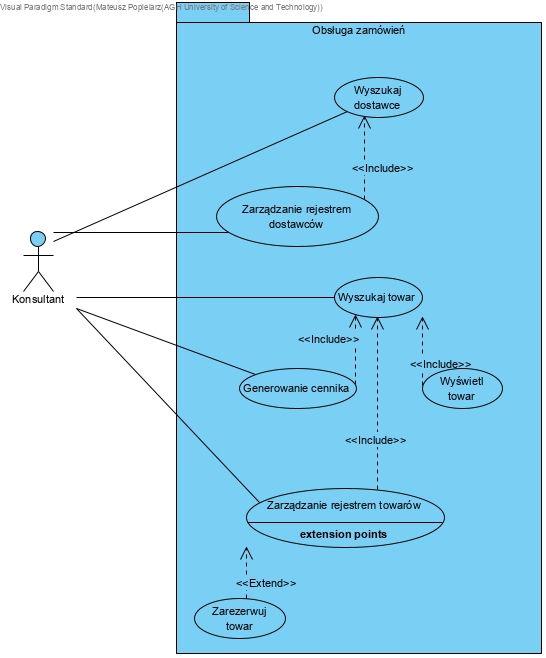 Visual Paradigm Standard(Mateusz Popielarz(AGH University of Science and Technology))
Obsługa zamówień
Wyszukaj
dostawce
<<Include>>
Zarządzanie rejestrem
dostawców
Konsultant
Wyszukaj towar
<<Include>>
<<Include>>
Generowanie cennika
Wyświetl
towar
<<Include>>
Zarządzanie rejestrem towarów
extension points
<<Extend>>
Zarezerwuj
towar